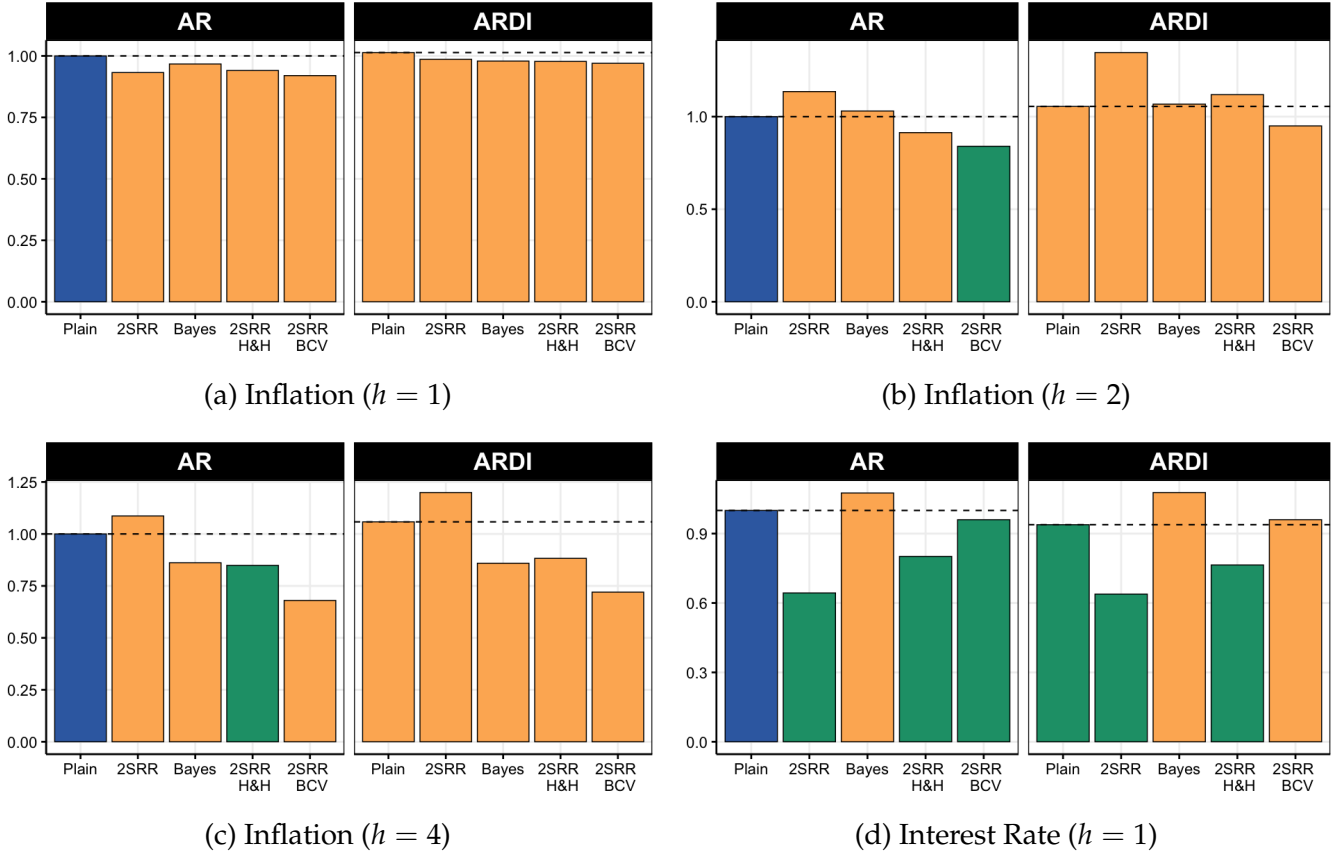 AR ARDI
1.00
0.75
0.50
0.25
0.00
Plain 2SRR Bayes 2SRR H&H 2SRR BCV Plain 2SRR Bayes 2SRR H&H 2SRR BCV
(a) Inflation (h = 1)
AR ARDI
1.0
0.5
0.0
Plain 2SRR Bayes 2SRR H&H 2SRR BCV Plain 2SRR Bayes 2SRR H&H 2SRR BCV
(b) Inflation (h = 2)
AR ARDI
1.25
1.00
0.75
0.50
0.25
0.00
Plain 2SRR Bayes 2SRR H&H 2SRR BCV Plain 2SRR Bayes 2SRR H&H 2SRR BCV
(c) Inflation (h = 4)
AR ARDI
0.9
0.6
0.3
0.0
Plain 2SRR Bayes 2SRR H&H 2SRR BCV Plain 2SRR Bayes 2SRR H&H 2SRR BCV
(d) Interest Rate (h = 1)